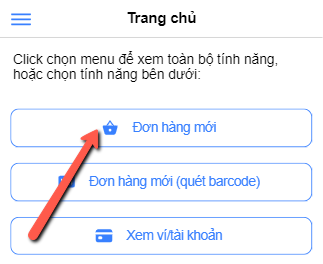 Trang chủ
Click chọn menu để xem toàn bộ tính năng,
hoặc chọn tính năng bên dưới:
Đơn hàng mới
Đơn hàng mới (quét barcode)
Xem ví/tài khoản